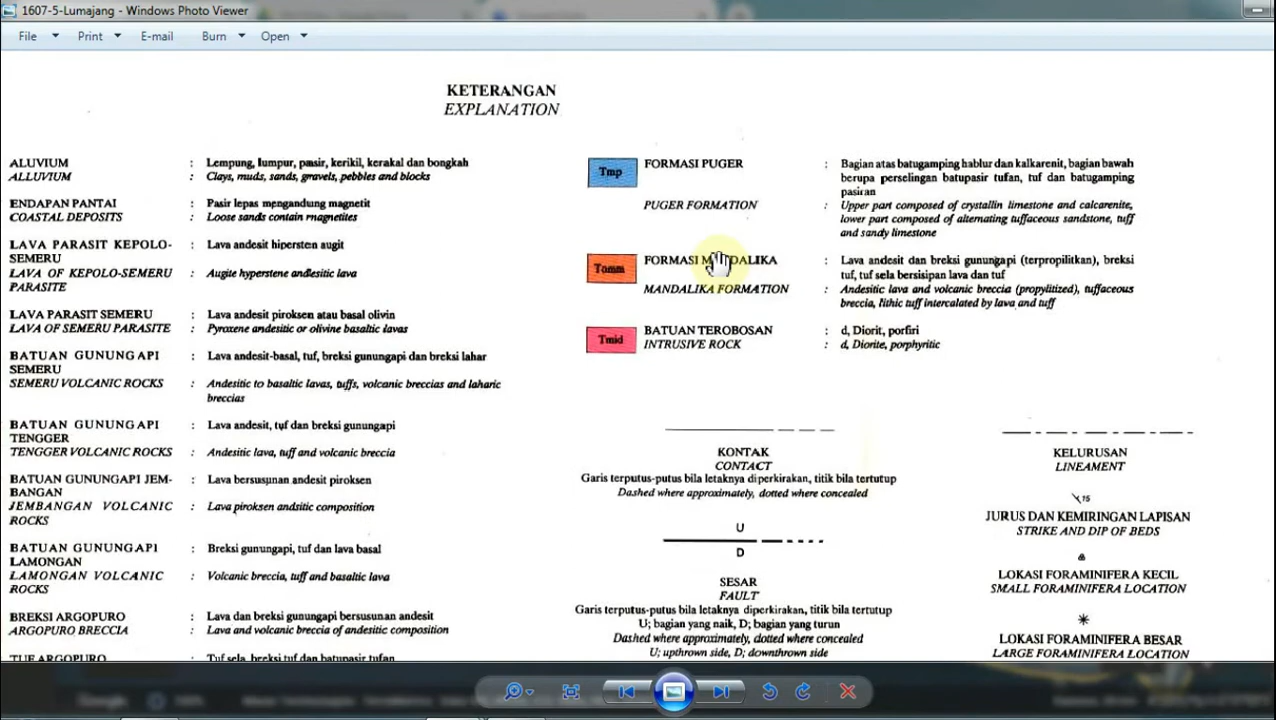 1607-5-Lumajang - Windows Photo Viewer
File Print E-mail Burn Open
KETERANGAN
EXPLANATION
ALUVIUM : Lempung, lumpur, pasir, kerikil, kerakal dan bongkah
ALLUVIUM : Clays, muds, sands, gravels, pebbles and blocks
ENDAPAN PANTAI : Pasir lepas mengandung magnetit
COASTAL DEPOSITS : Loose sands contain magnetites
LAVA PARASIT KEPOLO- : Lava andesit hipersten augit
SEMERU
LAVA OF KEPOLO-SEMERU : Augite hyperstene andesitic lava
PARASITE
LAVA PARASIT SEMERU : Lava andesit piroksen atau basal olivin
LAVA OF SEMERU PARASITE : Pyroxene andesitic or olivine basaltic lavas
BATUAN GUNUNGAPI : Lava andesit-basal, tuf, breksi gunungapi dan breksi lahar
SEMERU
SEMERU VOLCANIC ROCKS : Andesitic to basaltic lavas, tuffs, volcanic breccias and laharic
breccias
BATUAN GUNUNGAPI : Lava andesit, tuf dan breksi gunungapi
TENGGER
TENGGER VOLCANIC ROCKS : Andesitic lava, tuff and volcanic breccia
BATUAN GUNUNGAPI JEM- : Lava bersusunan andesit piroksen
BANGAN
JEMBANGAN VOLCANIC : Lava piroksen andsitic composition
ROCKS
BATUAN GUNUNGAPI : Breksi gunungapi, tuf dan lava basal
LAMONGAN
LAMONGAN VOLCANIC : Volcanic breccia, tuff and basaltic lava
ROCKS
BREKSI ARGOPURO : Lava dan breksi gunungapi bersusunan andesit
ARGOPURO BRECCIA : Lava and volcanic breccia of andesitic composition
TUF ARGOPURO : Tuf sela, breksi tuf dan batupasir tufan
Tmp FORMASI PUGER : Bagian atas batugamping hablur dan kalkarenit, bagian bawah
berupa perselingan batupasir tufan, tuf dan batugamping
pasiran
PUGER FORMATION : Upper part composed of crystallin limestone and calcarenite,
lower part composed of alternating tuffaceous sandstone, tuff
and sandy limestone
Tomm FORMASI MANDALIKA : Lava andesit dan breksi gunungapi (terpropilitkan), breksi
tuf, tuf sela bersisipan lava dan tuf
MANDALIKA FORMATION : Andesitic lava and volcanic breccia (propylitized), tuffaceous
breccia, lithic tuff intercalated by lava and tuff
Tmid BATUAN TEROBOSAN : d, Diorit, porfiri
INTRUSIVE ROCK : d, Diorite, porphyritic
KONTAK
CONTACT
Garis terputus-putus bila letaknya diperkirakan, titik bila tertutup
Dashed where approximately, dotted where concealed
U
D
SESAR
FAULT
Garis terputus-putus bila letaknya diperkirakan, titik bila tertutup
U; bagian yang naik, D; bagian yang turun
Dashed where approximately, dotted where concealed
U; upthrown side, D; downthrown side
KELURUSAN
LINEAMENT
15
JURUS DAN KEMIRINGAN LAPISAN
STRIKE AND DIP OF BEDS
LOKASI FORAMINIFERA KECIL
SMALL FORAMINIFERA LOCATION
LOKASI FORAMINIFERA BESAR
LARGE FORAMINIFERA LOCATION